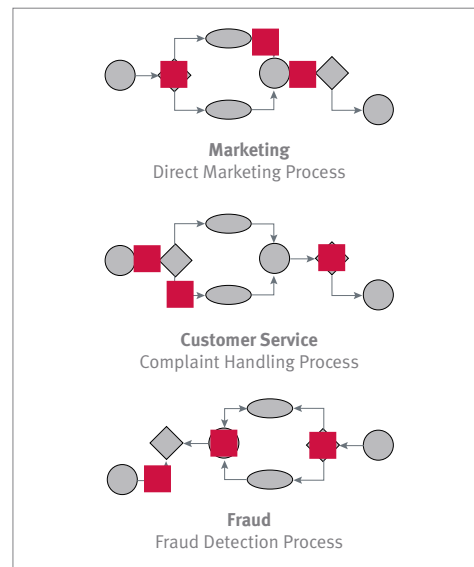 Marketing
Direct Marketing Process
Customer Service
Complaint Handling Process
Fraud
Fraud Detection Process